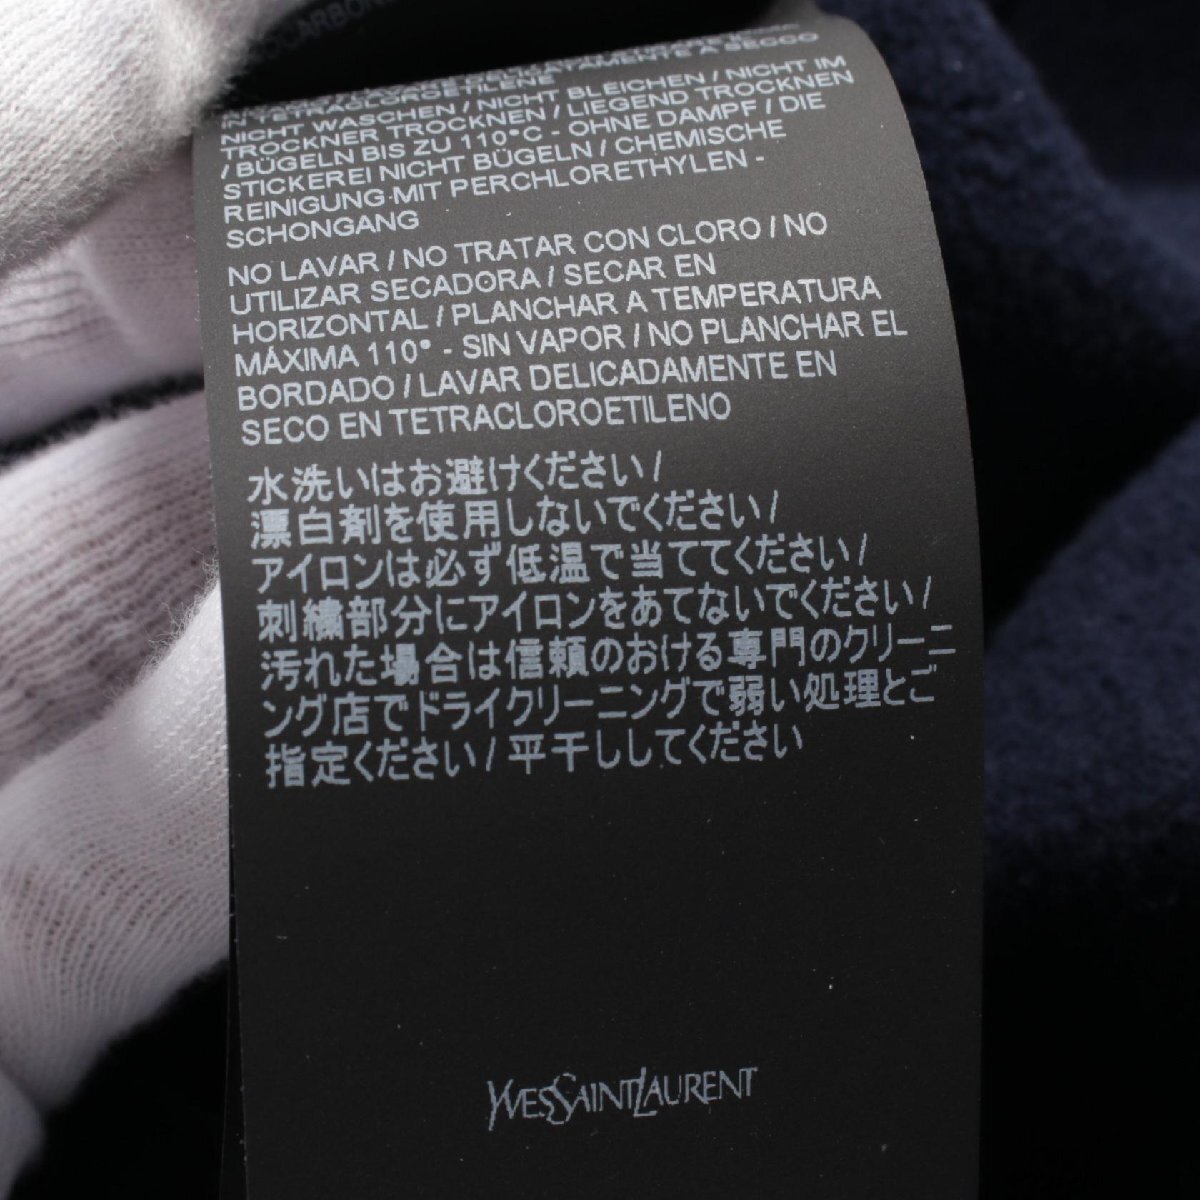 DELICATAMENTE A SECCO
IN TETRACLOROETILENE
NICHT WASCHEN / NICHT BLEICHEN / NICHT IM
TROCKNER TROCKNEN / LIEGEND TROCKNEN
/ BÜGELN BIS ZU 110°C - OHNE DAMPF / DIE
STICKEREI NICHT BÜGELN / CHEMISCHE
REINIGUNG MIT PERCHLORETHYLEN -
SCHONGANG
NO LAVAR / NO TRATAR CON CLORO / NO
UTILIZAR SECADORA / SECAR EN
HORIZONTAL / PLANCHAR A TEMPERATURA
MÁXIMA 110° - SIN VAPOR / NO PLANCHAR EL
BORDADO / LAVAR DELICADAMENTE EN
SECO EN TETRACLOROETILENO
水洗いはお避けください /
漂白剤を使用しないでください /
アイロンは必ず低温で当ててください /
刺繍部分にアイロンをあてないでください /
汚れた場合は信頼のおける専門のクリーニ
ング店でドライクリーニングで弱い処理とご
指定ください / 平干ししてください
YVESSAINTLAURENT